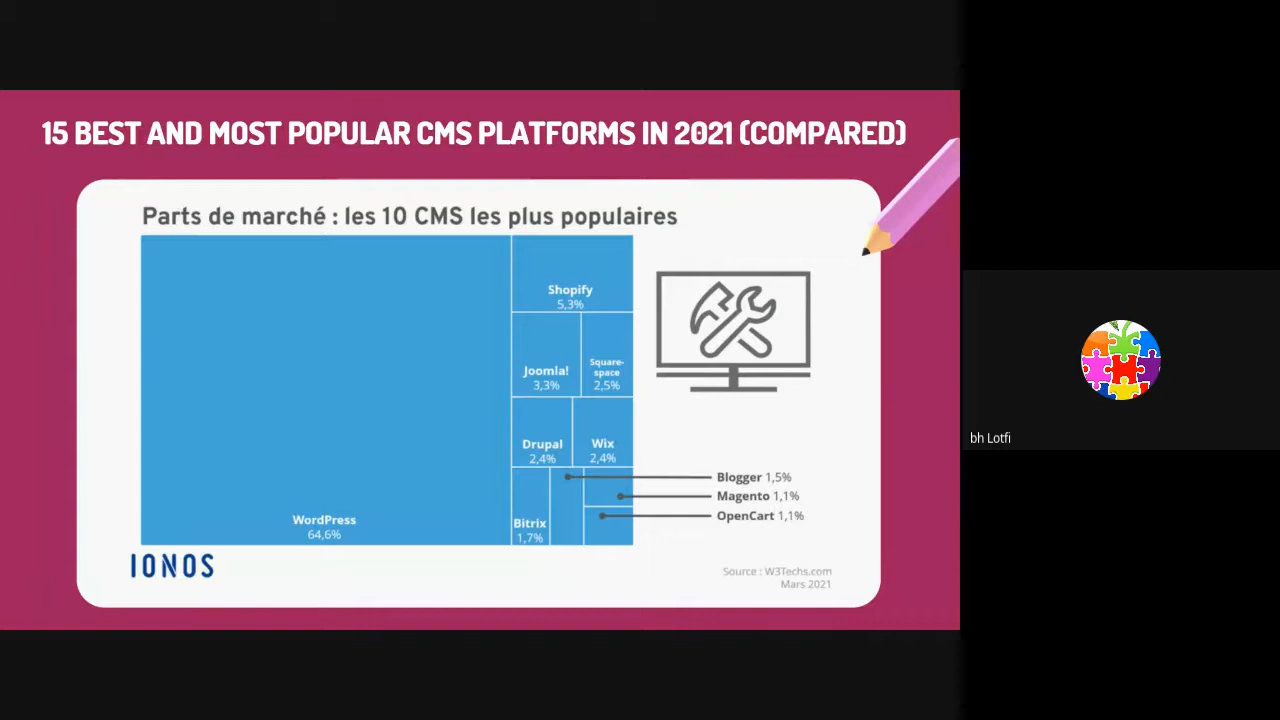 15 BEST AND MOST POPULAR CMS PLATFORMS IN 2021 (COMPARED)
Parts de marché : les 10 CMS les plus populaires
Shopify
5,3%
Joomla!
3,3%
Square-
space
2,5%
Drupal
2,4%
Wix
2,4%
Blogger 1,5%
Magento 1,1%
OpenCart 1,1%
WordPress
64,6%
Bitrix
1,7%
IONOS
Source : W3Techs.com
Mars 2021
bh Lotfi